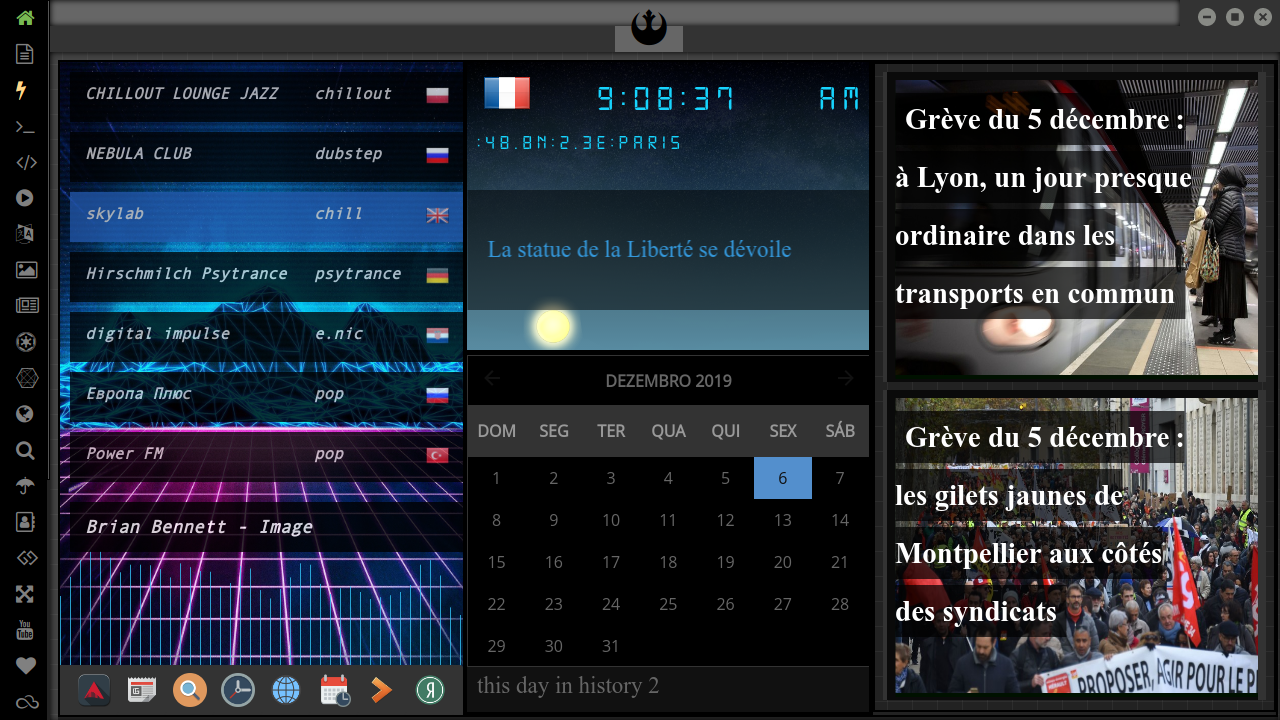 CHILLOUT LOUNGE JAZZ chillout
NEBULA CLUB dubstep
skylab chill
Hirschmilch Psytrance psytrance
digital impulse e.nic
Европа Плюс pop
Power FM pop
Brian Bennett - Image
9:08:37 AM
:48.8N:2.3E:PARIS
La statue de la Liberté se dévoile
DEZEMBRO 2019
DOM SEG TER QUA QUI SEX SÁB
1 2 3 4 5 6 7
8 9 10 11 12 13 14
15 16 17 18 19 20 21
22 23 24 25 26 27 28
29 30 31
this day in history 2
Grève du 5 décembre :
à Lyon, un jour presque
ordinaire dans les
transports en commun
Grève du 5 décembre :
les gilets jaunes de
Montpellier aux côtés
des syndicats
PROPOSER, AGIR POUR LE
You
Tube
Я